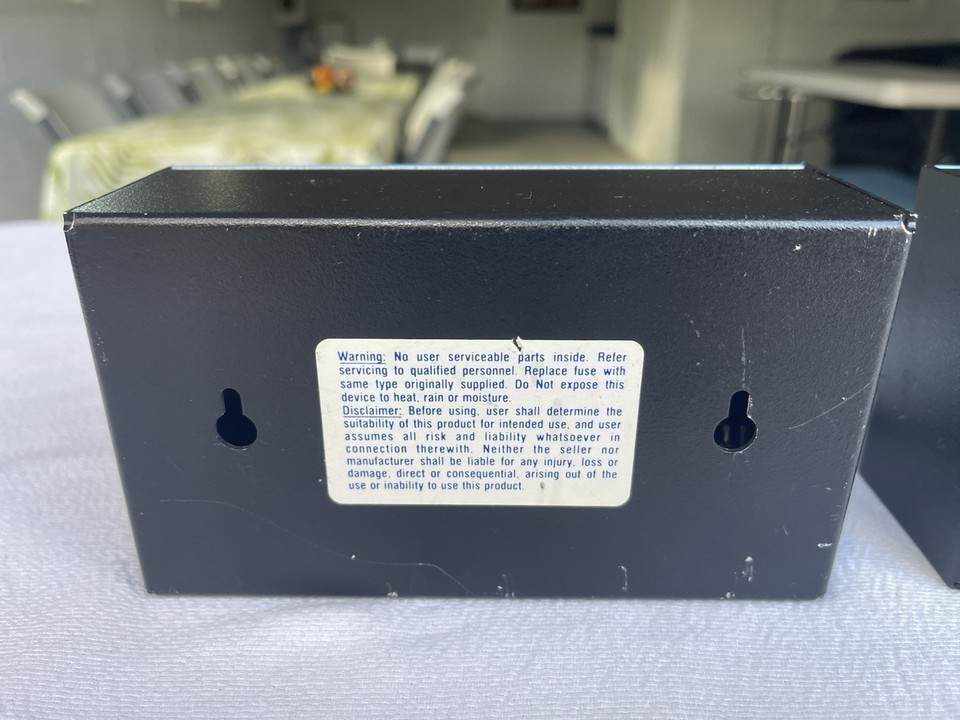 Warning: No user serviceable parts inside. Refer
servicing to qualified personnel. Replace fuse with
same type originally supplied. Do Not expose this
device to heat, rain or moisture.
Disclaimer: Before using, user shall determine the
suitability of this product for intended use, and user
assumes all risk and liability whatsoever in
connection therewith. Neither the seller nor
manufacturer shall be liable for any injury, loss or
damage, direct or consequential, arising out of the
use or inability to use this product.